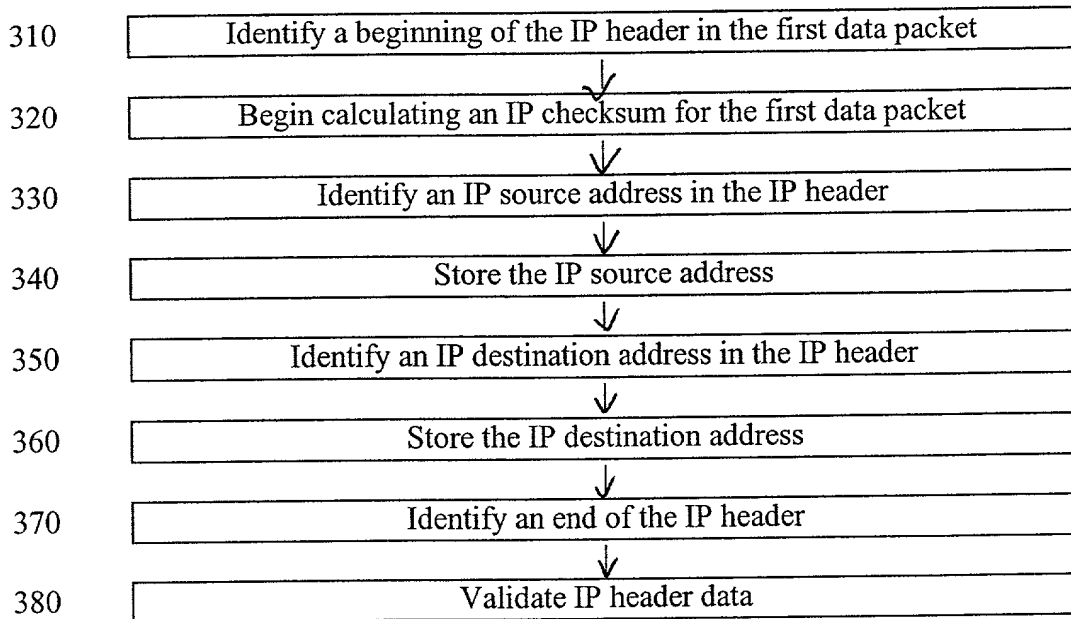 310 Identify a beginning of the IP header in the first data packet
320 Begin calculating an IP checksum for the first data packet
330 Identify an IP source address in the IP header
340 Store the IP source address
350 Identify an IP destination address in the IP header
360 Store the IP destination address
370 Identify an end of the IP header
380 Validate IP header data